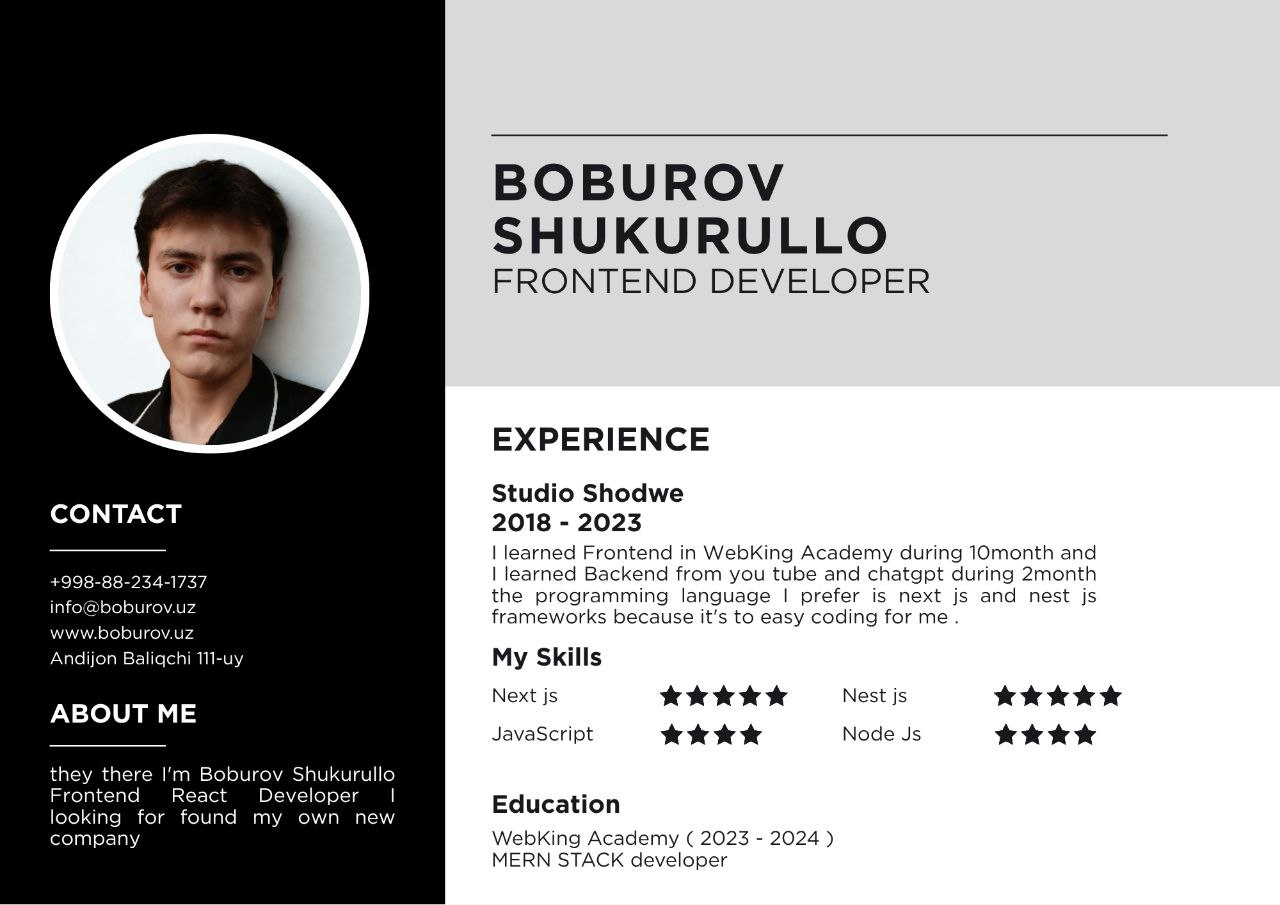 BOBUROV
SHUKURULLO
FRONTEND DEVELOPER
CONTACT
+998-88-234-1737
info@boburov.uz
www.boburov.uz
Andijon Baliqchi 111-uy
ABOUT ME
they there I'm Boburov Shukurullo
Frontend React Developer I
looking for found my own new
company
EXPERIENCE
Studio Shodwe
2018 - 2023
I learned Frontend in WebKing Academy during 10month and
I learned Backend from you tube and chatgpt during 2month
the programming language I prefer is next js and nest js
frameworks because it's to easy coding for me .
My Skills
Next js ★★★★★ Nest js ★★★★★
JavaScript ★★★★ Node Js ★★★★
Education
WebKing Academy ( 2023 - 2024 )
MERN STACK developer